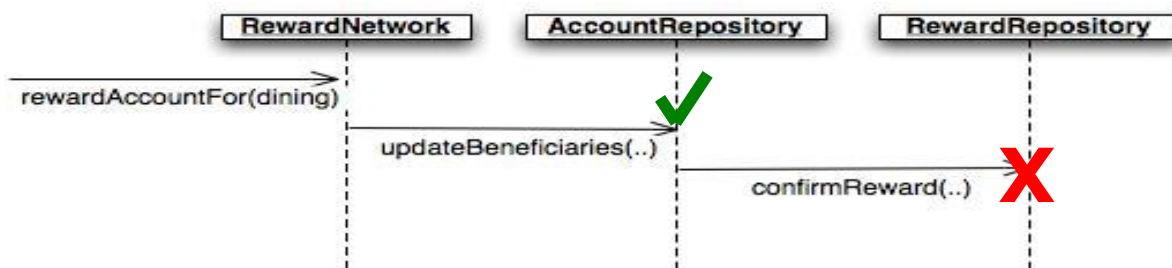 RewardNetwork AccountRepository RewardRepository
rewardAccountFor(dining)
updateBeneficiaries(..)
confirmReward(..)